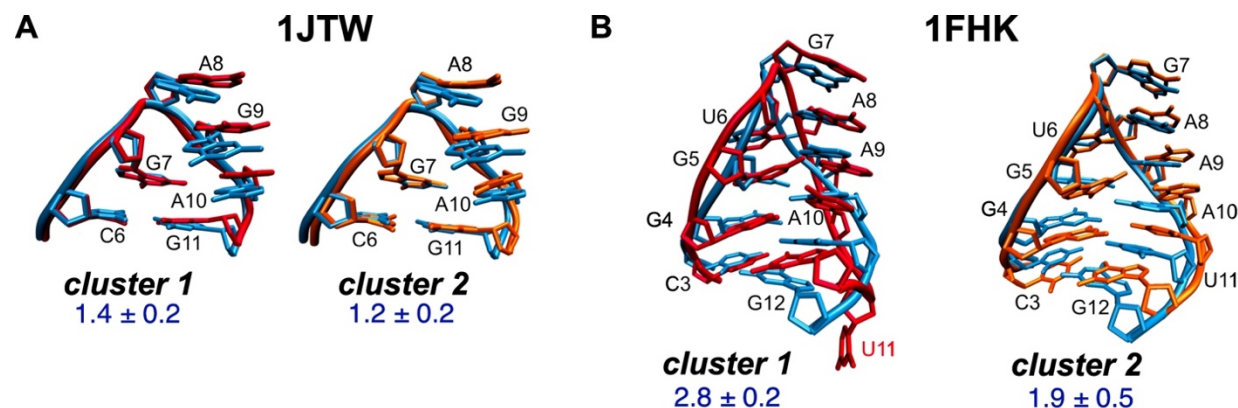 A
1JTW
A8
G9
G7
A10
C6
G11
cluster 1
1.4 ± 0.2
A8
G9
G7
A10
C6
G11
cluster 2
1.2 ± 0.2
B
1FHK
G7
U6
A8
G5
A9
A10
G4
C3
G12
U11
cluster 1
2.8 ± 0.2
G7
U6
A8
G5
A9
G4
A10
C3
G12
U11
cluster 2
1.9 ± 0.5